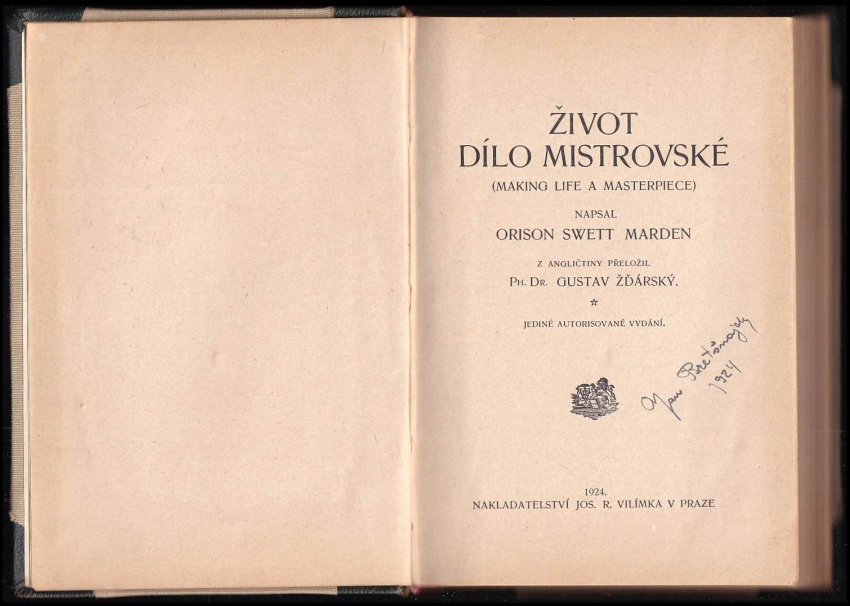 ŽIVOT
DÍLO MISTROVSKÉ
(MAKING LIFE A MASTERPIECE)
NAPSAL
ORISON SWETT MARDEN
Z ANGLIČTINY PŘELOŽIL
PH. DR. GUSTAV ŽĎÁRSKÝ.
JEDINÉ AUTORISOVANÉ VYDÁNÍ.
1924
1924.
NAKLADATELSTVÍ JOS. R. VILÍMKA V PRAZE